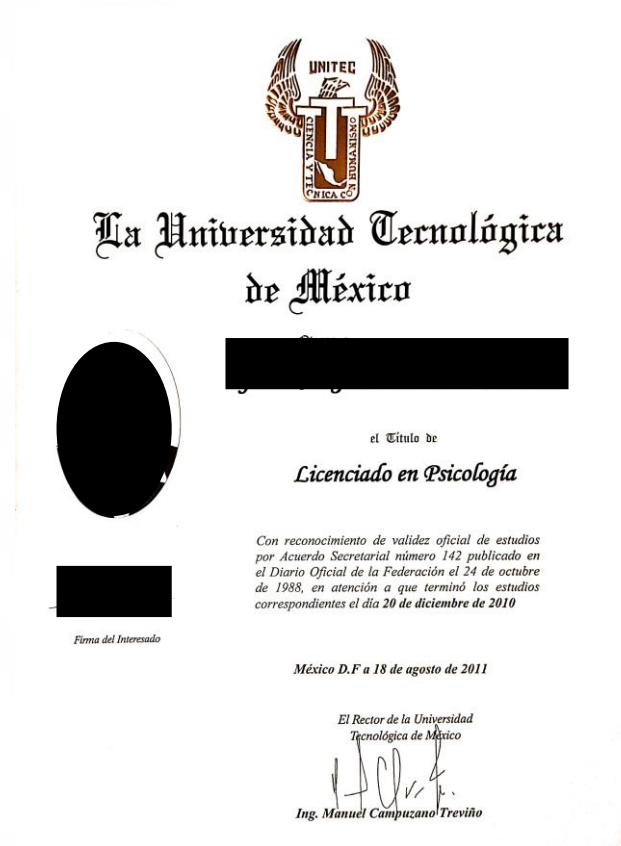 UNITEC
CIENCIA Y TECNICA CON HUMANISMO
La Universidad Tecnológica
de México
el Título de
Licenciado en Psicología
Con reconocimiento de validez oficial de estudios
por Acuerdo Secretarial número 142 publicado en
el Diario Oficial de la Federación el 24 de octubre
de 1988, en atención a que terminó los estudios
correspondientes el día 20 de diciembre de 2010
Firma del Interesado
México D.F a 18 de agosto de 2011
El Rector de la Universidad
Tecnológica de México
Ing. Manuel Campuzano Treviño